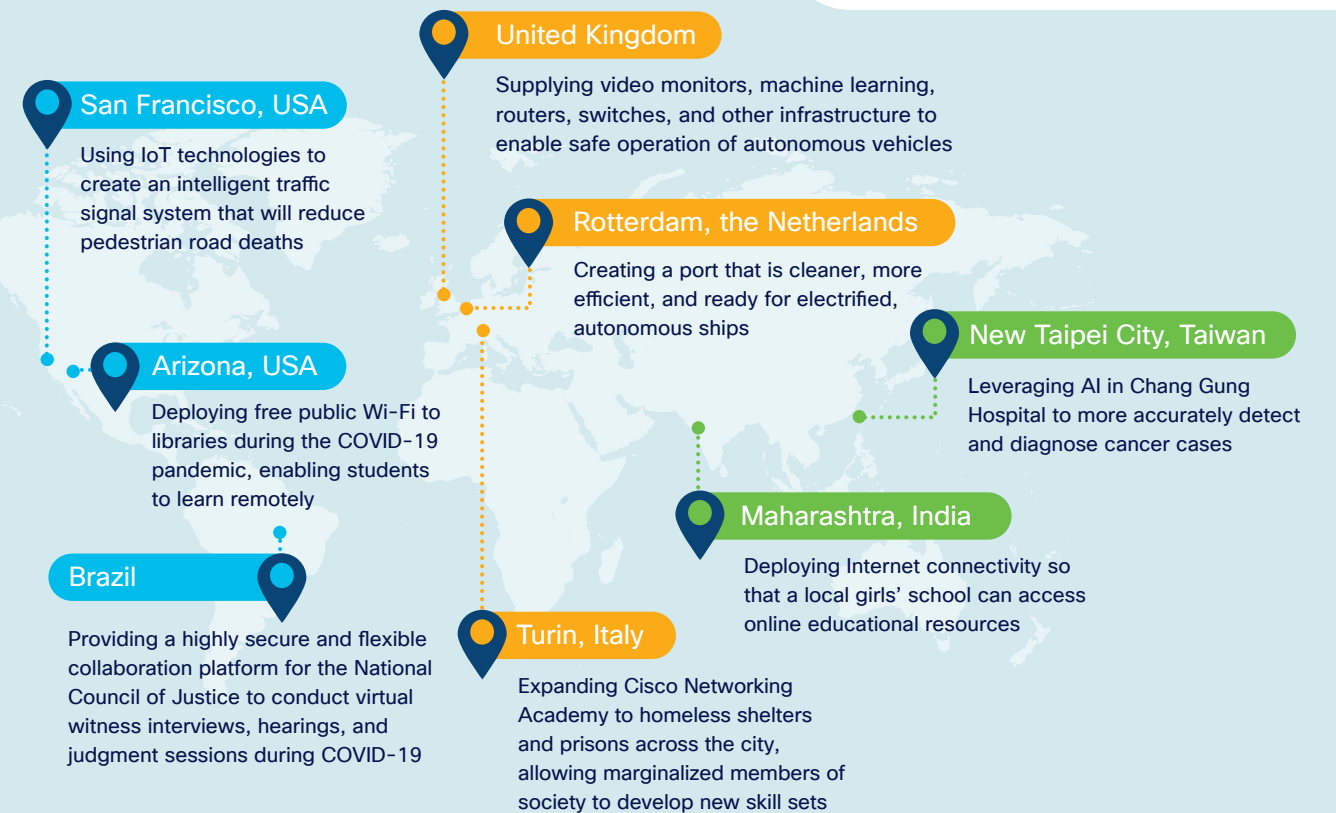 San Francisco, USA
Using IoT technologies to
create an intelligent traffic
signal system that will reduce
pedestrian road deaths
United Kingdom
Supplying video monitors, machine learning,
routers, switches, and other infrastructure to
enable safe operation of autonomous vehicles
Rotterdam, the Netherlands
Creating a port that is cleaner, more
efficient, and ready for electrified,
autonomous ships
New Taipei City, Taiwan
Leveraging AI in Chang Gung
Hospital to more accurately detect
and diagnose cancer cases
Arizona, USA
Deploying free public Wi-Fi to
libraries during the COVID-19
pandemic, enabling students
to learn remotely
Maharashtra, India
Deploying Internet connectivity so
that a local girls’ school can access
online educational resources
Brazil
Providing a highly secure and flexible
collaboration platform for the National
Council of Justice to conduct virtual
witness interviews, hearings, and
judgment sessions during COVID-19
Turin, Italy
Expanding Cisco Networking
Academy to homeless shelters
and prisons across the city,
allowing marginalized members of
society to develop new skill sets